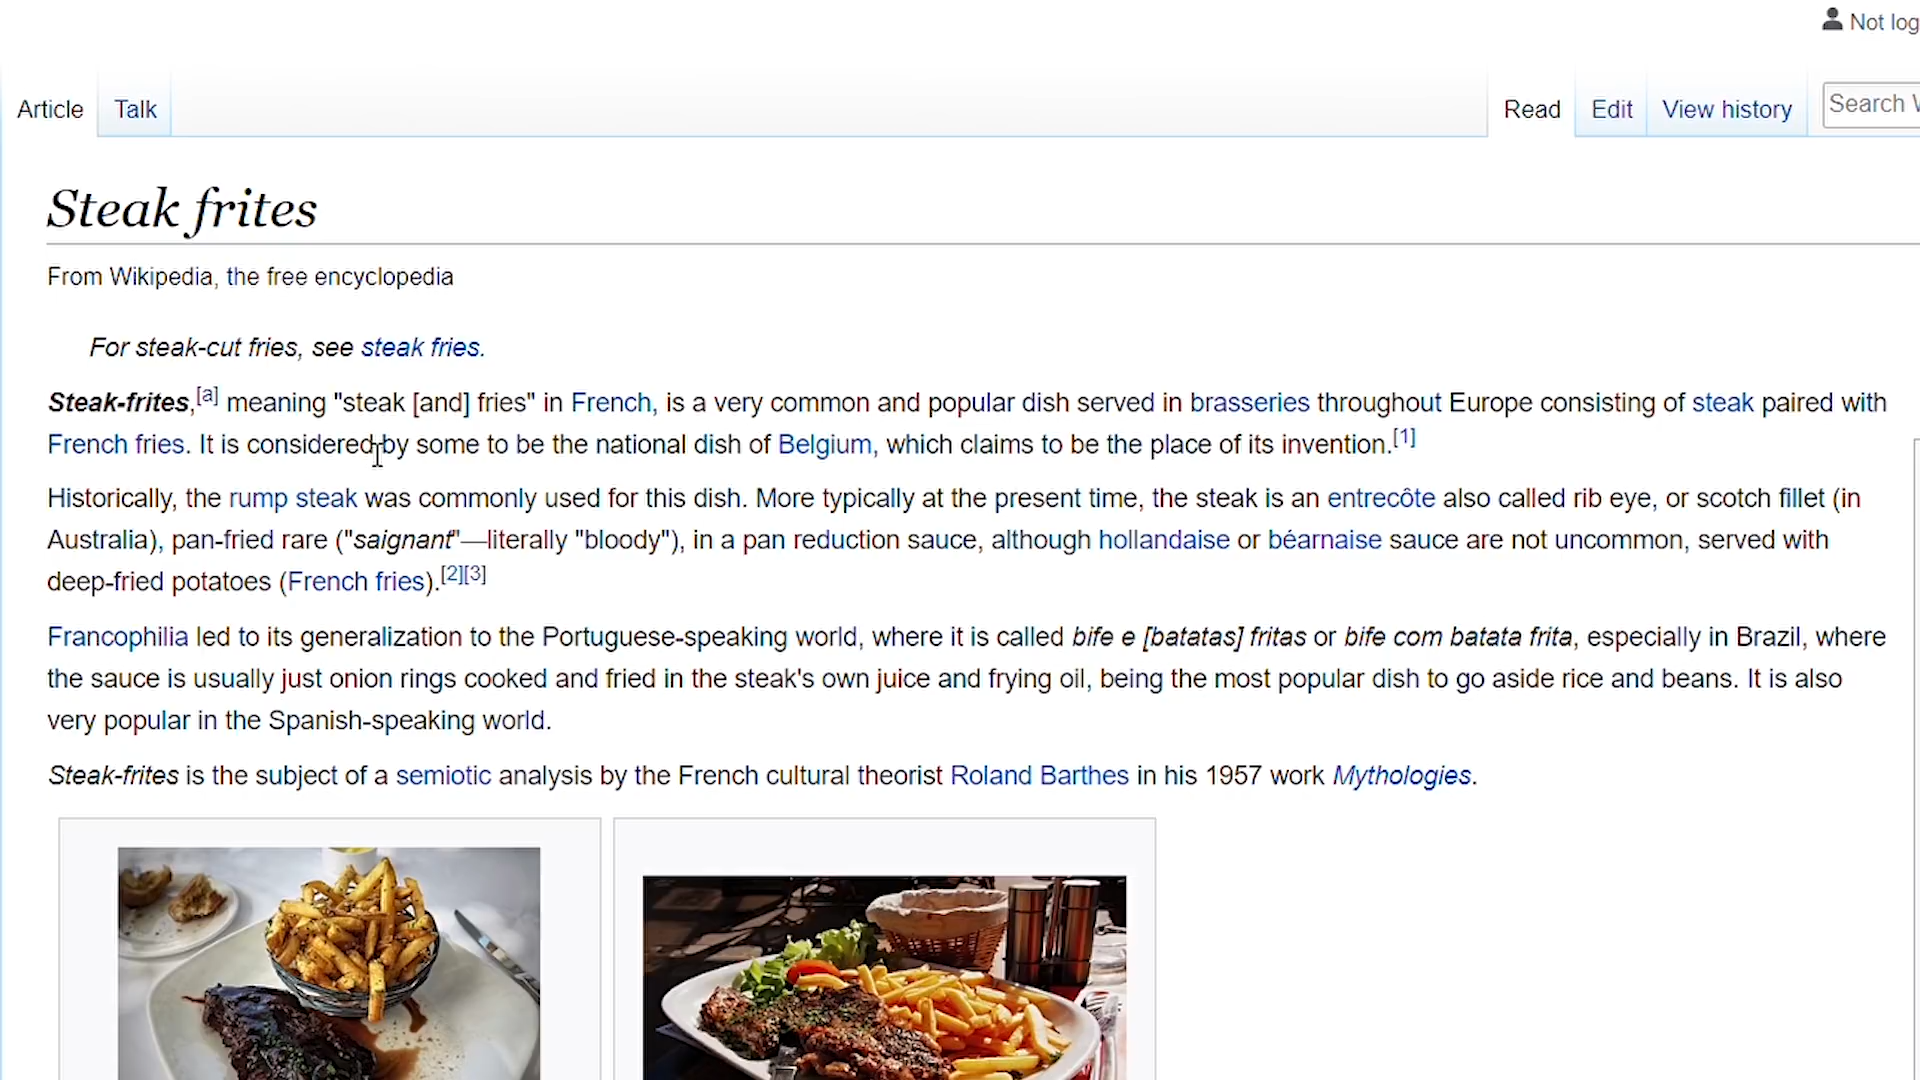 Not log
Article Talk Read Edit View history Search
Steak frites
From Wikipedia, the free encyclopedia
For steak-cut fries, see steak fries.
Steak-frites,[a] meaning "steak [and] fries" in French, is a very common and popular dish served in brasseries throughout Europe consisting of steak paired with
French fries. It is considered by some to be the national dish of Belgium, which claims to be the place of its invention.[1]
Historically, the rump steak was commonly used for this dish. More typically at the present time, the steak is an entrecôte also called rib eye, or scotch fillet (in
Australia), pan-fried rare ("saignant"—literally "bloody"), in a pan reduction sauce, although hollandaise or béarnaise sauce are not uncommon, served with
deep-fried potatoes (French fries).[2][3]
Francophilia led to its generalization to the Portuguese-speaking world, where it is called bife e [batatas] fritas or bife com batata frita, especially in Brazil, where
the sauce is usually just onion rings cooked and fried in the steak's own juice and frying oil, being the most popular dish to go aside rice and beans. It is also
very popular in the Spanish-speaking world.
Steak-frites is the subject of a semiotic analysis by the French cultural theorist Roland Barthes in his 1957 work Mythologies.